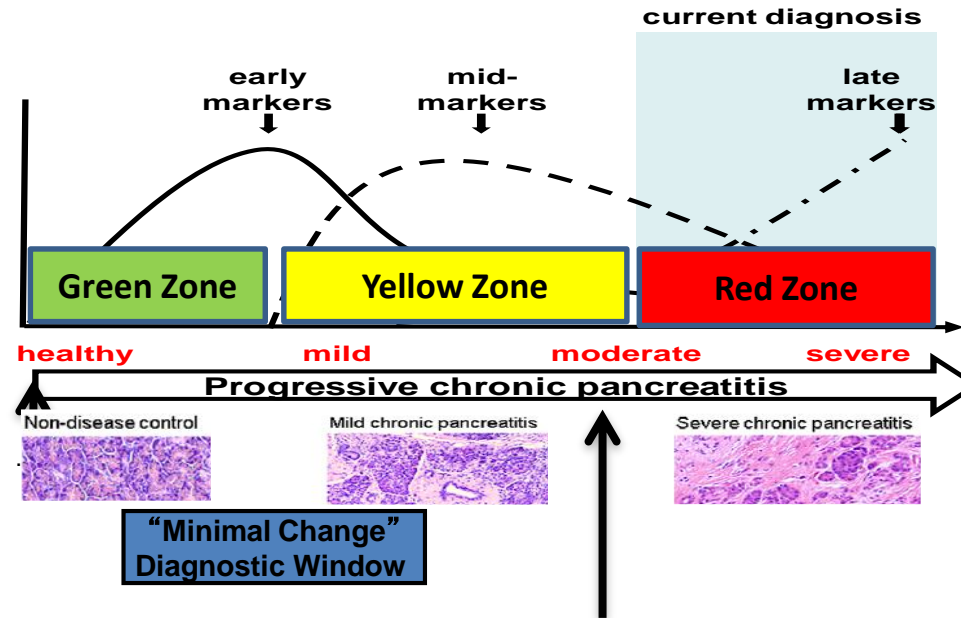 current diagnosis
early
markers
mid-
markers
late
markers
Green Zone
Yellow Zone
Red Zone
healthy mild moderate severe
Progressive chronic pancreatitis
Non-disease control
Mild chronic pancreatitis
Severe chronic pancreatitis
“Minimal Change”
Diagnostic Window